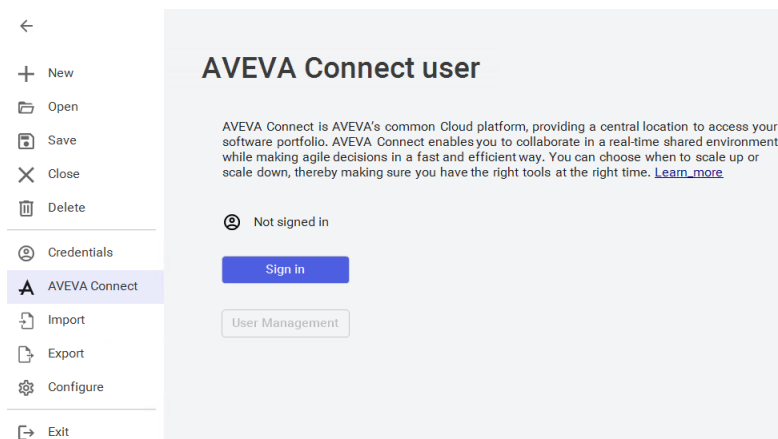 New
Open
Save
Close
Delete
Credentials
AVEVA Connect
Import
Export
Configure
Exit
AVEVA Connect user
AVEVA Connect is AVEVA's common Cloud platform, providing a central location to access your
software portfolio. AVEVA Connect enables you to collaborate in a real-time shared environment
while making agile decisions in a fast and efficient way. You can choose when to scale up or
scale down, thereby making sure you have the right tools at the right time. Learn_more
Not signed in
Sign in
User Management